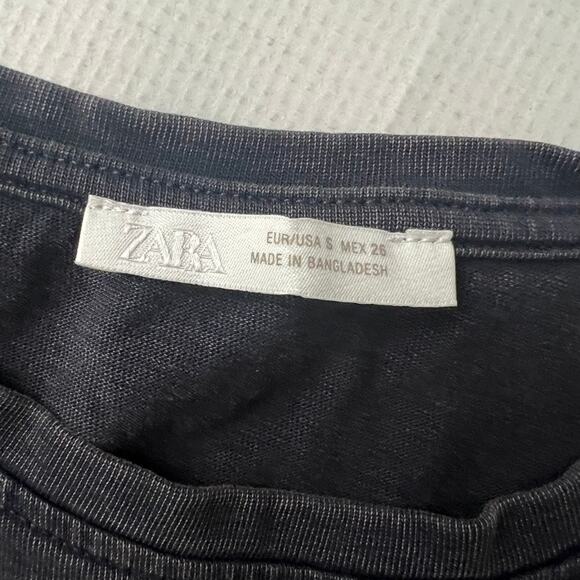 ZARA
EUR/USA S MEX 26
MADE IN BANGLADESH